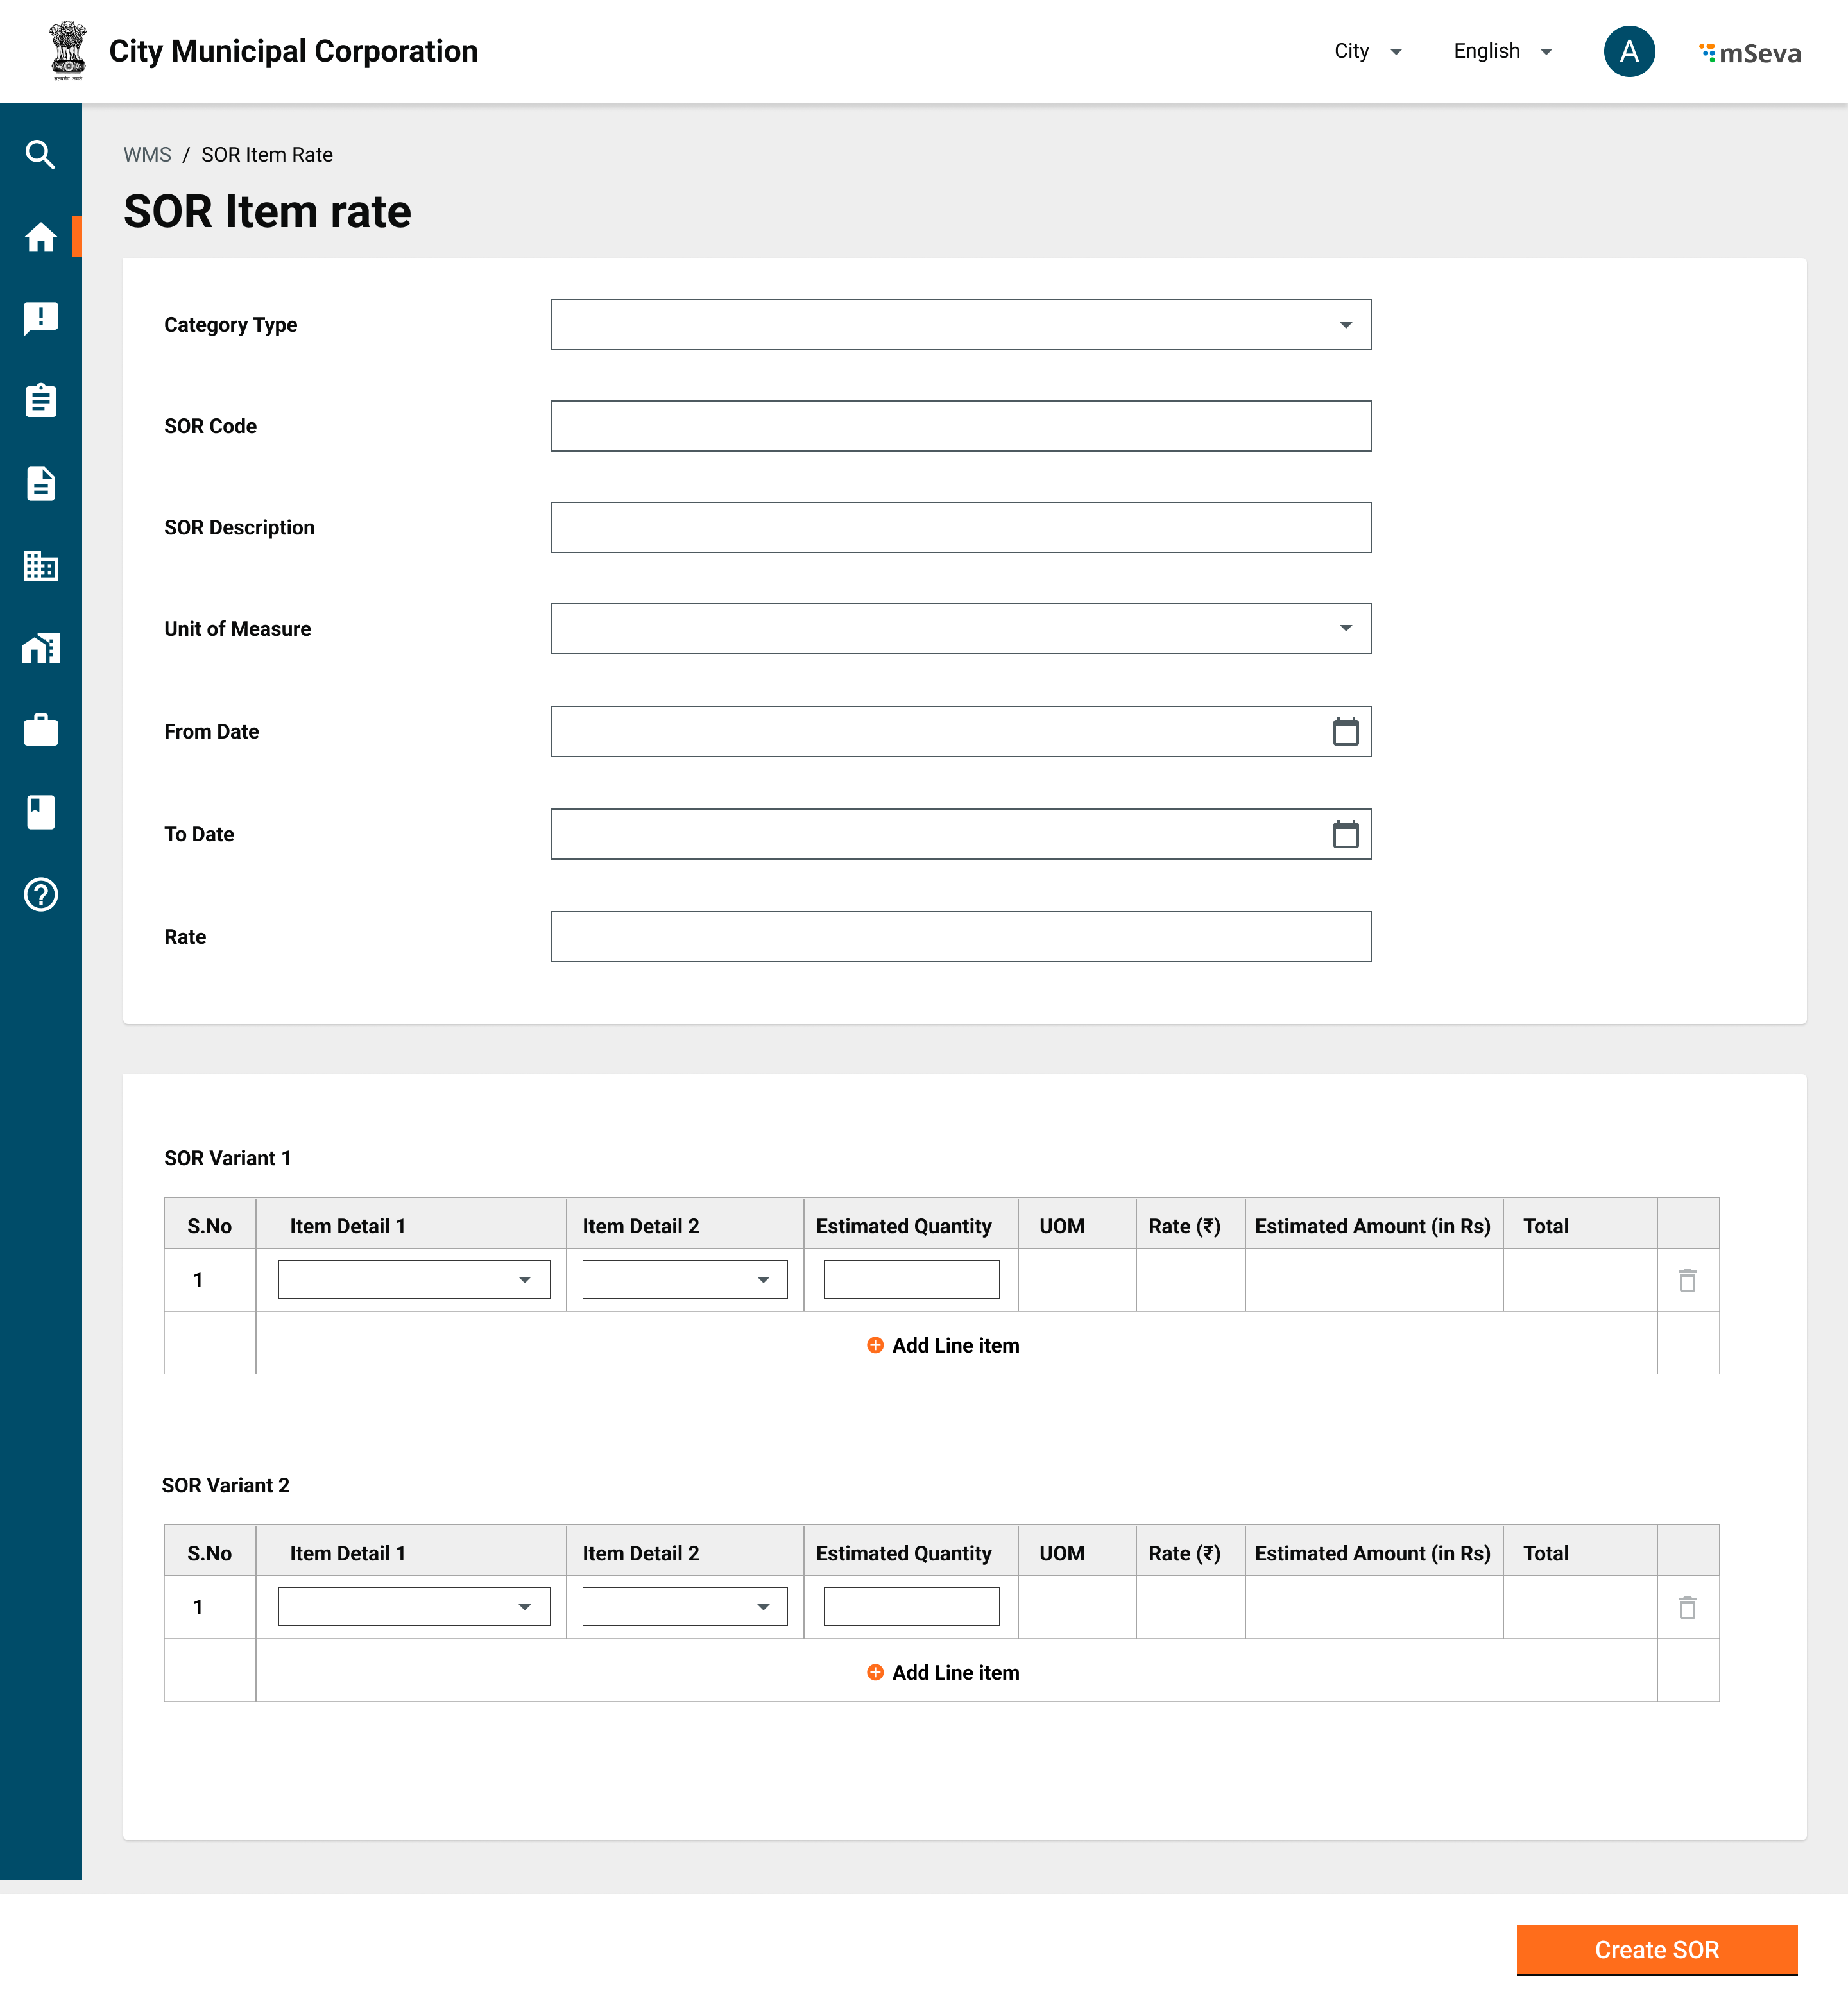 City Municipal Corporation
City
English
A
mSeva
सत्यमेव जयते
WMS / SOR Item Rate
SOR Item rate
Category Type
SOR Code
SOR Description
Unit of Measure
From Date
To Date
Rate
SOR Variant 1
S.No Item Detail 1 Item Detail 2 Estimated Quantity UOM Rate (₹) Estimated Amount (in Rs) Total
1
Add Line item
SOR Variant 2
S.No Item Detail 1 Item Detail 2 Estimated Quantity UOM Rate (₹) Estimated Amount (in Rs) Total
1
Add Line item
Create SOR